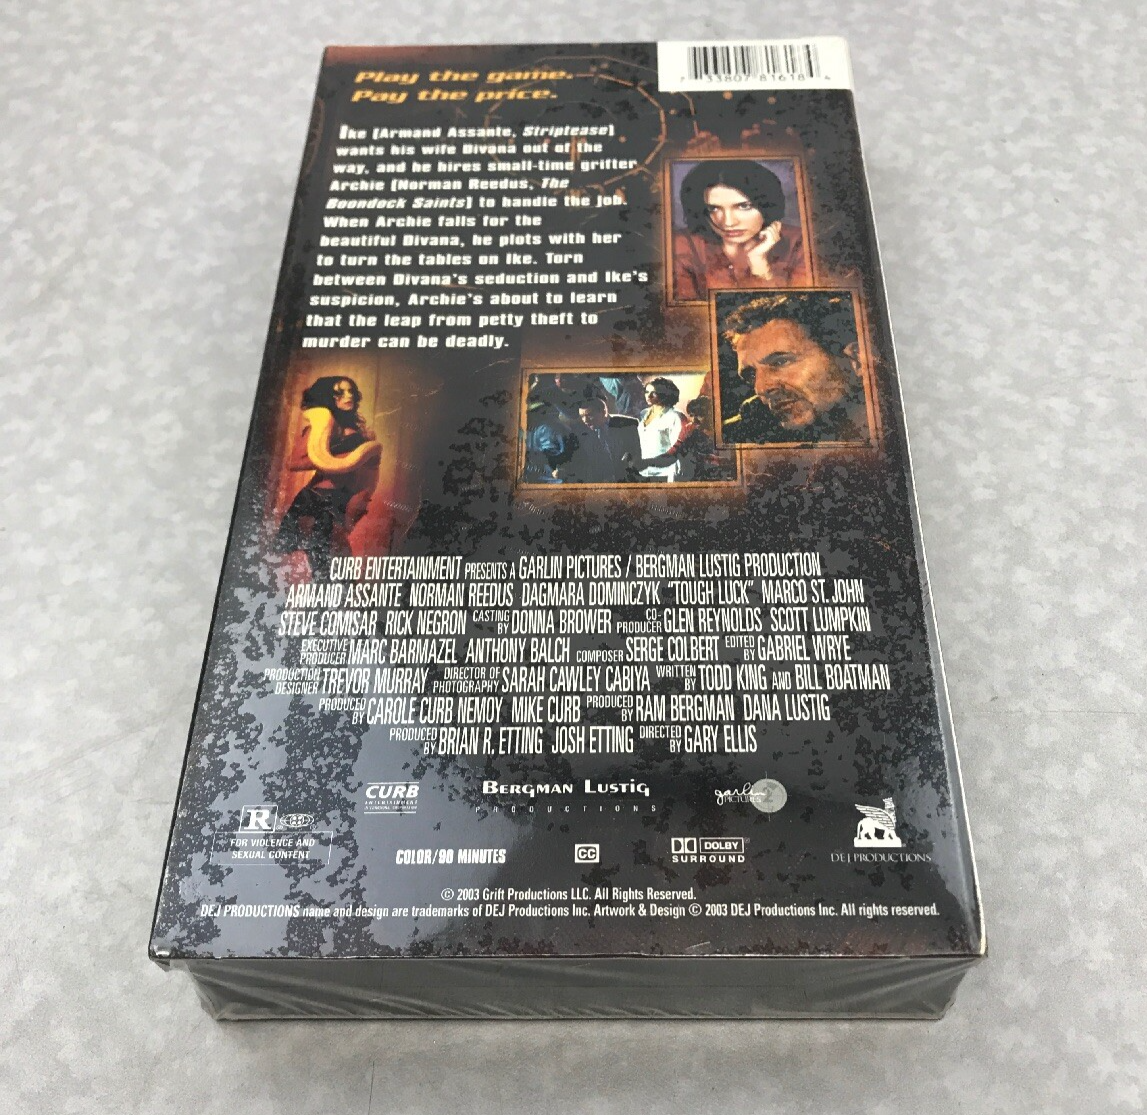 Play the game.
Pay the price.
7 33807 81618 4
Ike [Armand Assante, Striptease]
wants his wife Divana out of the
way, and he hires small-time grifter
Archie [Norman Reedus, The
Boondock Saints] to handle the job.
When Archie falls for the
beautiful Divana, he plots with her
to turn the tables on Ike. Torn
between Divana's seduction and Ike's
suspicion, Archie's about to learn
that the leap from petty theft to
murder can be deadly.
CURB ENTERTAINMENT PRESENTS A GARLIN PICTURES / BERGMAN LUSTIG PRODUCTION
ARMAND ASSANTE NORMAN REEDUS DAGMARA DOMINCZYK "TOUGH LUCK" MARCO ST. JOHN
STEVE COMISAR RICK NEGRON CASTING BY DONNA BROWER CO-PRODUCER GLEN REYNOLDS SCOTT LUMPKIN
EXECUTIVE PRODUCER MARC BARMAZEL ANTHONY BALCH COMPOSER SERGE COLBERT EDITED BY GABRIEL WRYE
PRODUCTION DESIGNER TREVOR MURRAY DIRECTOR OF PHOTOGRAPHY SARAH CAWLEY CABIYA WRITTEN BY TODD KING AND BILL BOATMAN
PRODUCED BY CAROLE CURB NEMOY MIKE CURB PRODUCED BY RAM BERGMAN DANA LUSTIG
PRODUCED BY BRIAN R. ETTING JOSH ETTING DIRECTED BY GARY ELLIS
CURB
ENTERTAINMENT
BERGMAN LUSTIG
PRODUCTIONS
garlin
PICTURES
R
FOR VIOLENCE AND
SEXUAL CONTENT
COLOR/90 MINUTES
CC
DOLBY
SURROUND
DEJ PRODUCTIONS
© 2003 Grift Productions LLC. All Rights Reserved.
DEJ PRODUCTIONS name and design are trademarks of DEJ Productions Inc. Artwork & Design © 2003 DEJ Productions Inc. All rights reserved.